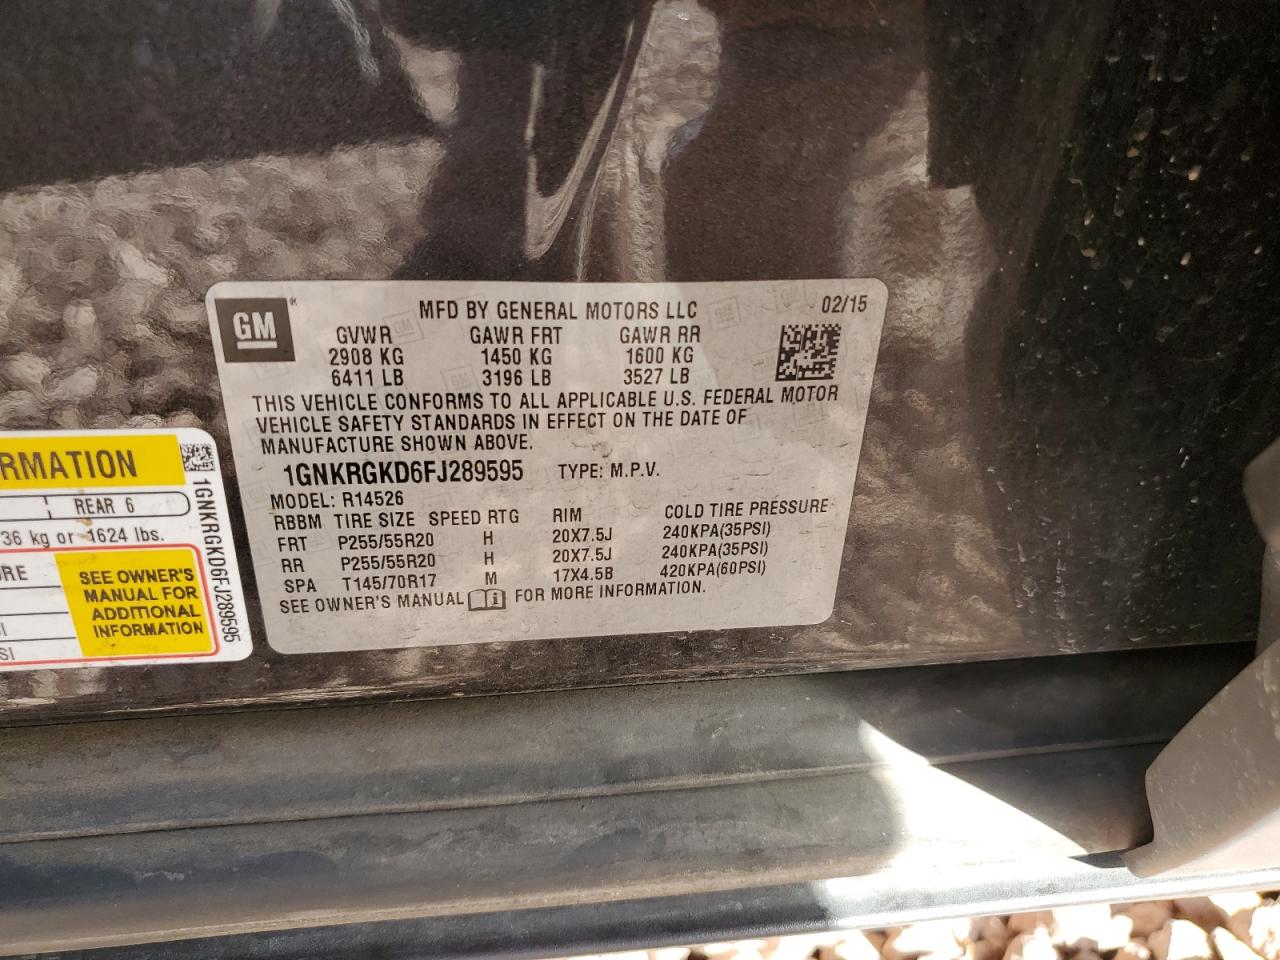 GM
MFD BY GENERAL MOTORS LLC 02/15
GVWR GAWR FRT GAWR RR
2908 KG 1450 KG 1600 KG
6411 LB 3196 LB 3527 LB
THIS VEHICLE CONFORMS TO ALL APPLICABLE U.S. FEDERAL MOTOR
VEHICLE SAFETY STANDARDS IN EFFECT ON THE DATE OF
MANUFACTURE SHOWN ABOVE.
1GNKRGKD6FJ289595 TYPE: M.P.V.
MODEL: R14526
RBBM TIRE SIZE SPEED RTG RIM COLD TIRE PRESSURE
FRT P255/55R20 H 20X7.5J 240KPA(35PSI)
RR P255/55R20 H 20X7.5J 240KPA(35PSI)
SPA T145/70R17 M 17X4.5B 420KPA(60PSI)
SEE OWNER'S MANUAL FOR MORE INFORMATION.
RMATION
REAR 6
36 kg or 1624 lbs.
URE
SEE OWNER'S
MANUAL FOR
ADDITIONAL
INFORMATION
SI
SI
1GNKRGKD6FJ289595